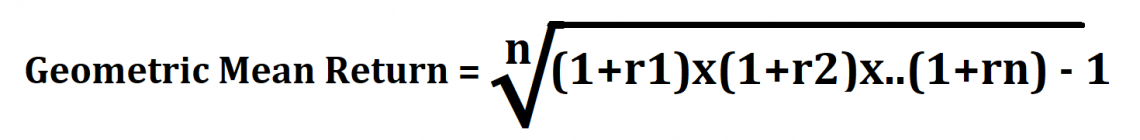 Geometric Mean Return = n√(1+r1)x(1+r2)x..(1+rn) - 1